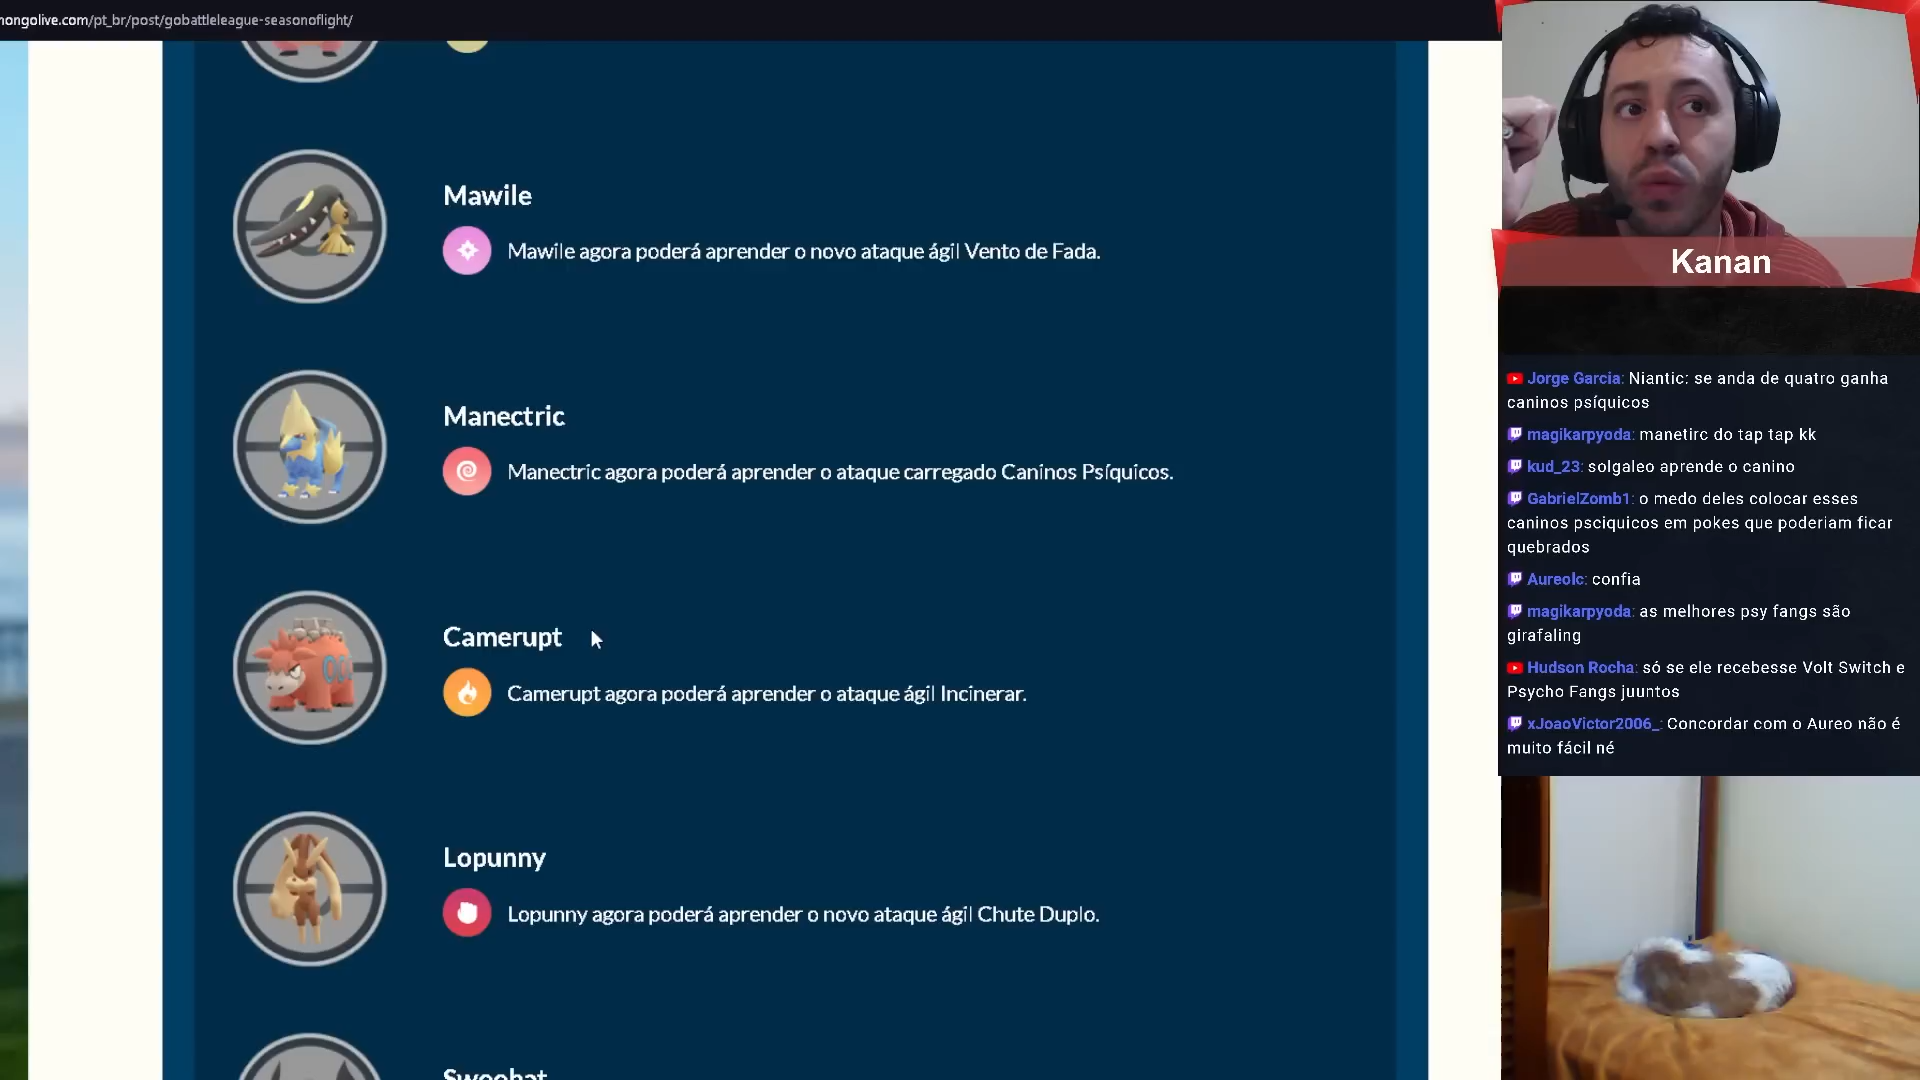 nongolive.com/pt_br/post/gobattleleague-seasonoflight/
Mawile
Mawile agora poderá aprender o novo ataque ágil Vento de Fada.
Manectric
Manectric agora poderá aprender o ataque carregado Caninos Psíquicos.
Camerupt
Camerupt agora poderá aprender o ataque ágil Incinerar.
Lopunny
Lopunny agora poderá aprender o novo ataque ágil Chute Duplo.
Swoobat
Kanan
Jorge Garcia: Niantic: se anda de quatro ganha
caninos psíquicos
magikarpyoda: manetirc do tap tap kk
kud_23: solgaleo aprende o canino
GabrielZomb1: o medo deles colocar esses
caninos psciquicos em pokes que poderiam ficar
quebrados
Aureolc: confia
magikarpyoda: as melhores psy fangs são
girafaling
Hudson Rocha: só se ele recebesse Volt Switch e
Psycho Fangs juuntos
xJoaoVictor2006_: Concordar com o Aureo não é
muito fácil né